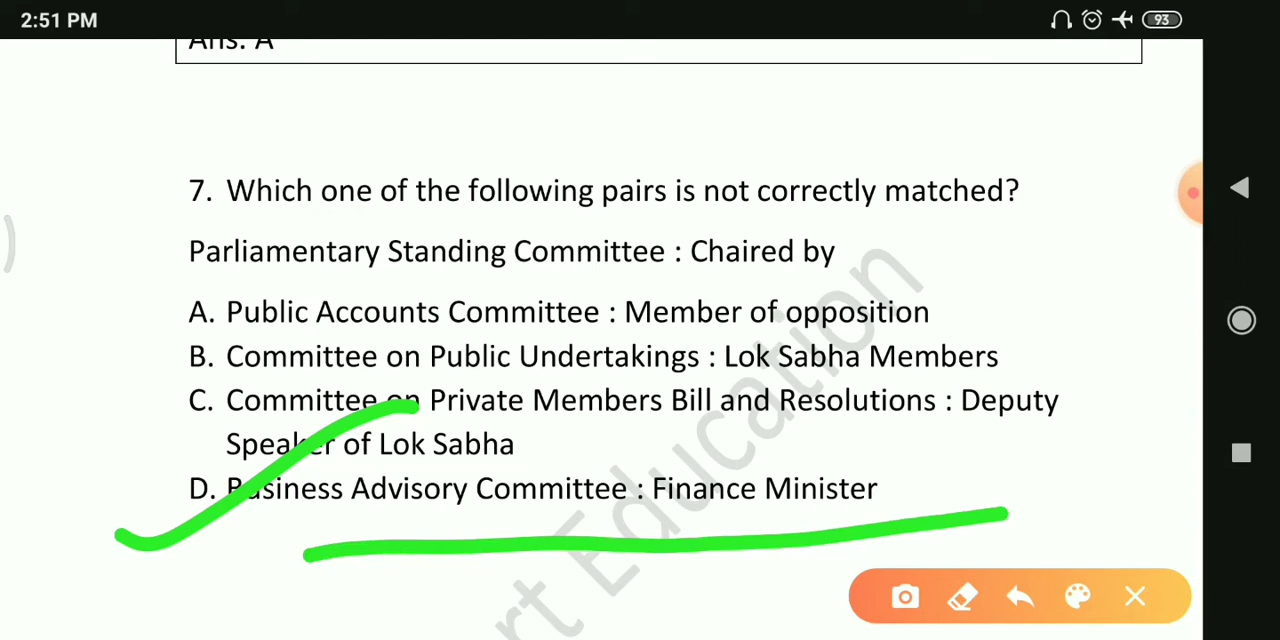 2:51 PM
93
Ans. A
7. Which one of the following pairs is not correctly matched?
Parliamentary Standing Committee : Chaired by
A. Public Accounts Committee : Member of opposition
B. Committee on Public Undertakings : Lok Sabha Members
C. Committee on Private Members Bill and Resolutions : Deputy
Speaker of Lok Sabha
D. Business Advisory Committee : Finance Minister
Education